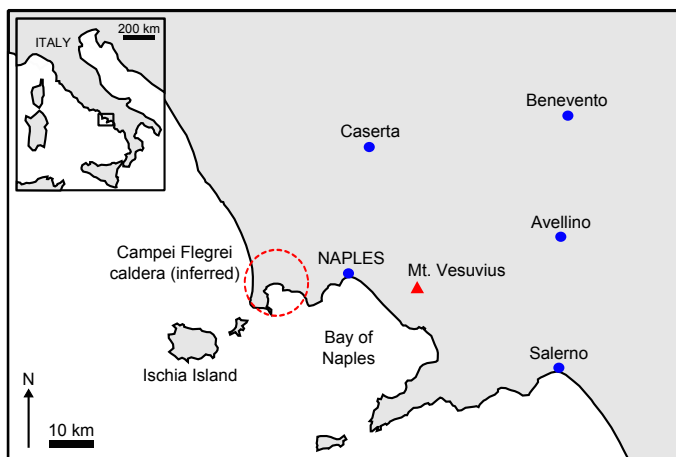 200 km
ITALY
Benevento
Caserta
Avellino
Campei Flegrei
caldera (inferred)
NAPLES
Mt. Vesuvius
Bay of
Naples
Ischia Island
Salerno
N
10 km